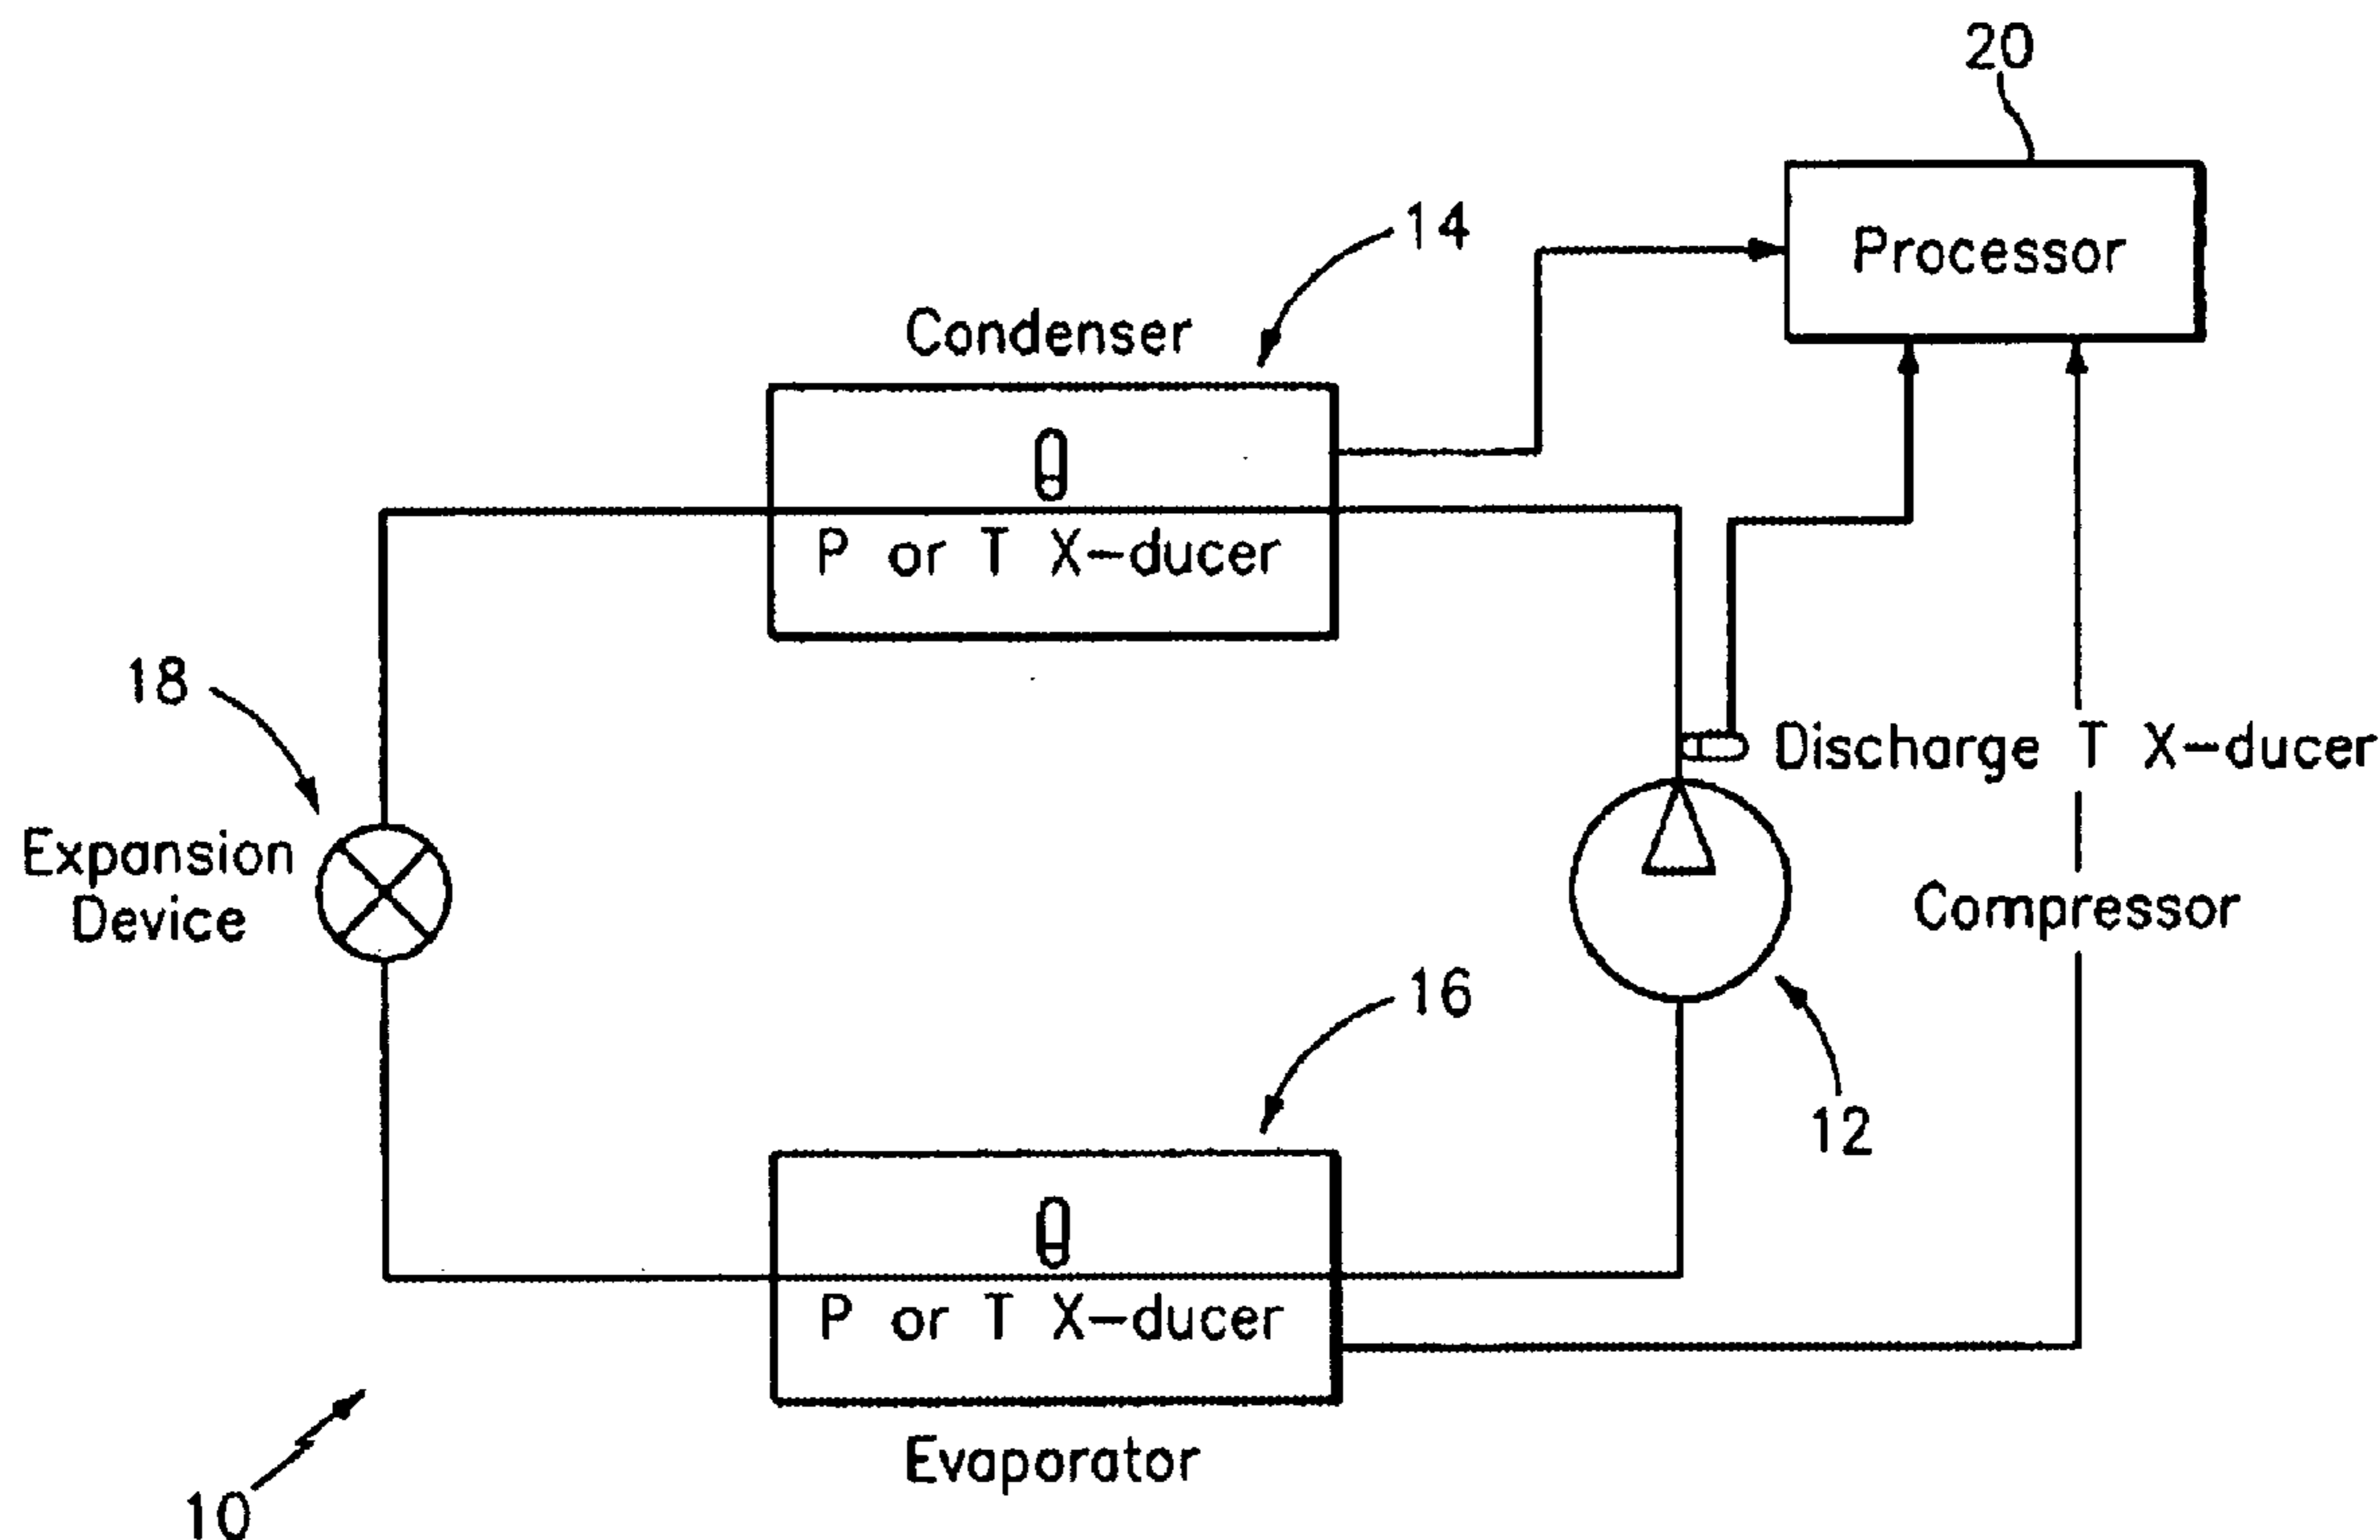 20
Processor
14
Condenser
P or T X-ducer
18
Discharge T X-ducer
Expansion
Device
Compressor
16
12
P or T X-ducer
Evaporator
10